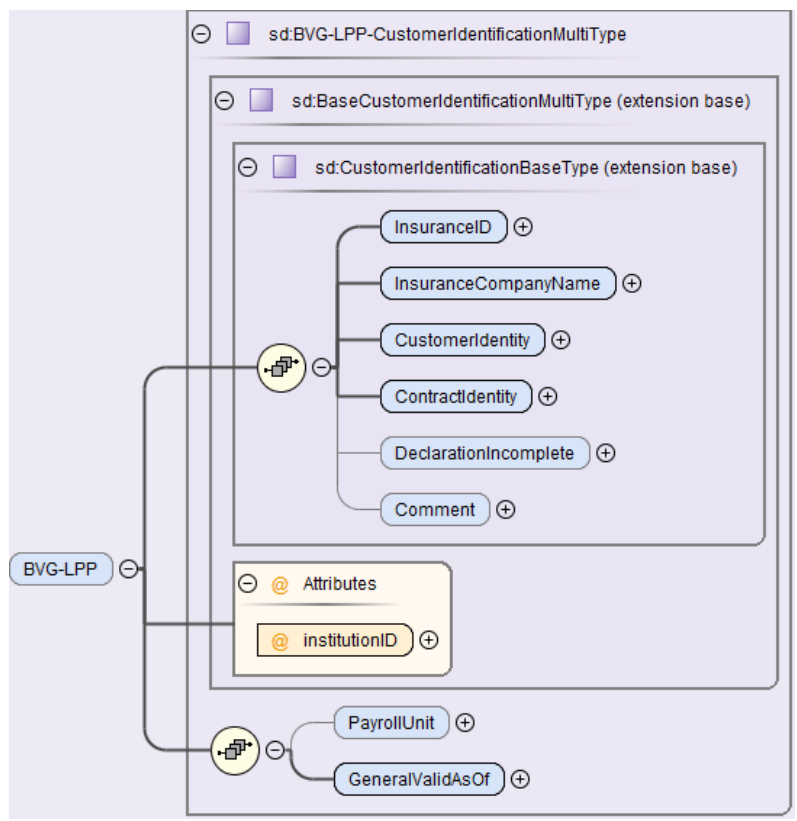 sd:BVG-LPP-CustomerIdentificationMultiType
sd:BaseCustomerIdentificationMultiType (extension base)
sd:CustomerIdentificationBaseType (extension base)
InsuranceID
InsuranceCompanyName
CustomerIdentity
ContractIdentity
DeclarationIncomplete
Comment
BVG-LPP
@ Attributes
@ institutionID
PayrollUnit
GeneralValidAsOf